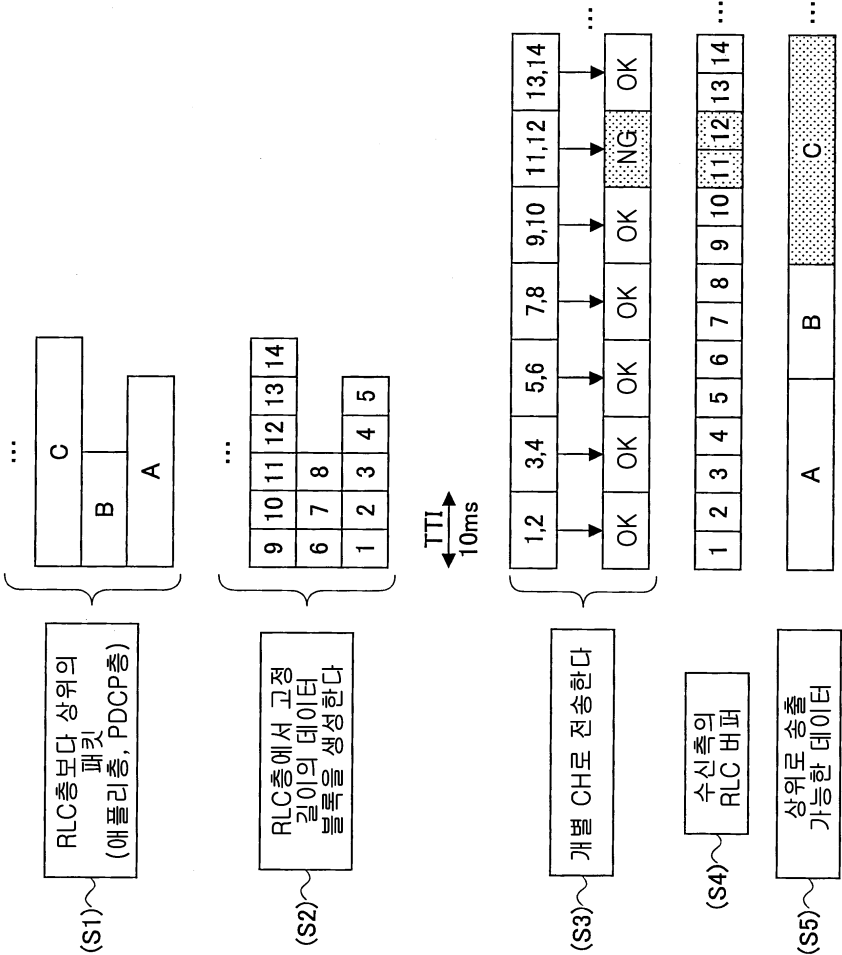 (S1)
RLC층보다 상위의
패킷
(애플리층, PDCP층)
...
C
B
A
(S2)
RLC층에서 고정
길이의 데이터
블록을 생성한다
...
9 10 11 12 13 14
6 7 8
1 2 3 4 5
TTI
10ms
(S3)
개별 CH로 전송한다
1,2 3,4 5,6 7,8 9,10 11,12 13,14
...
OK OK OK OK OK NG OK
(S4)
수신측의
RLC 버퍼
1 2 3 4 5 6 7 8 9 10 11 12 13 14 ...
(S5)
상위로 송출
가능한 데이터
A B C ...